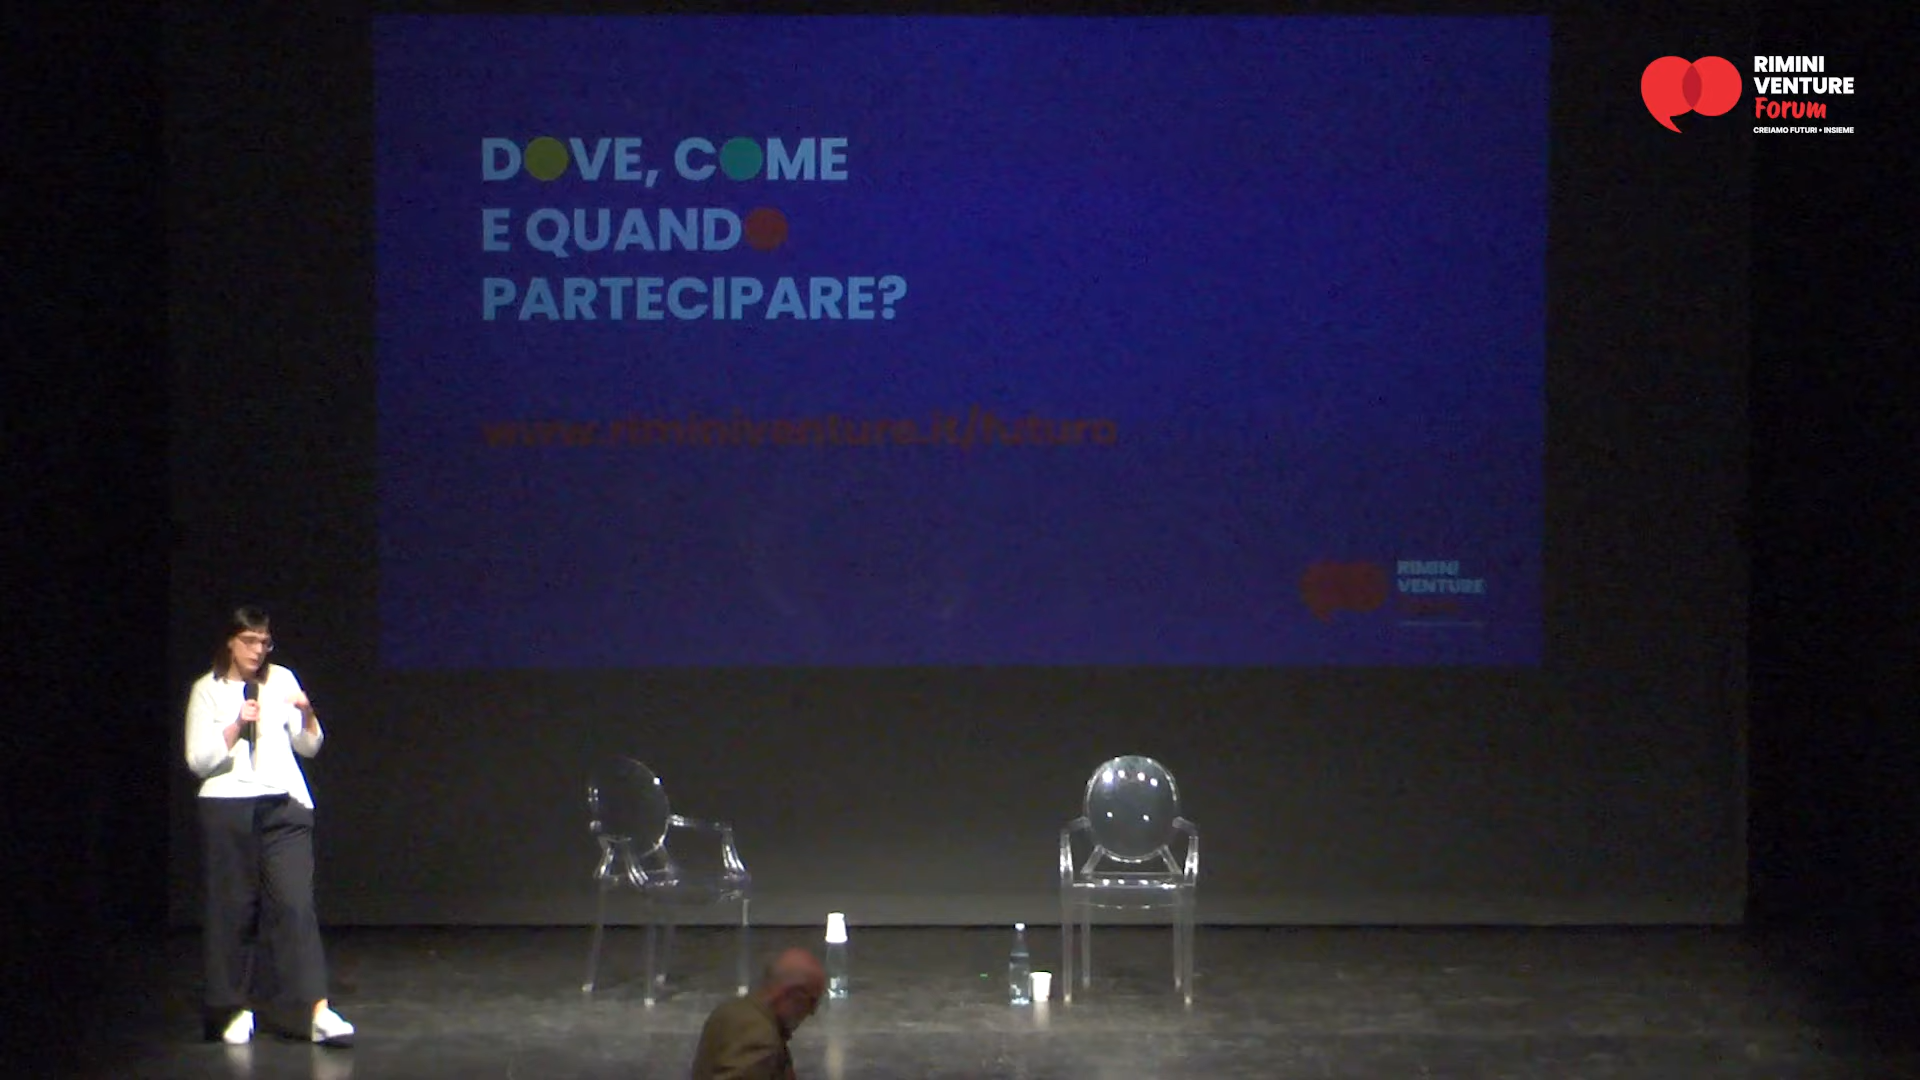 DOVE, COME
E QUANDO
PARTECIPARE?
www.riminiventure.it/futuro
RIMINI
VENTURE
RIMINI
VENTURE
Forum
CREIAMO FUTURI • INSIEME